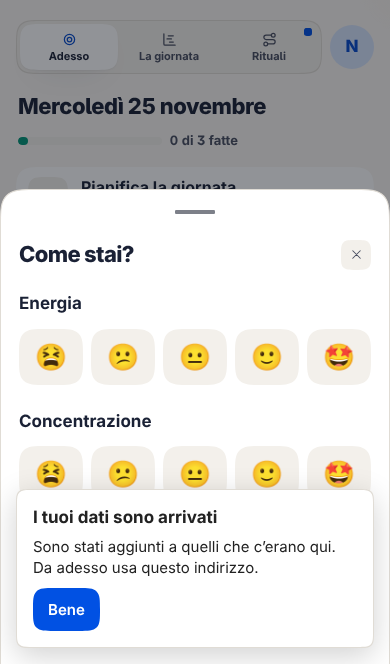 Adesso
La giornata
Rituali
N
Mercoledì 25 novembre
0 di 3 fatte
Pianifica la giornata
Come stai?
Energia
Concentrazione
I tuoi dati sono arrivati
Sono stati aggiunti a quelli che c’erano qui.
Da adesso usa questo indirizzo.
Bene